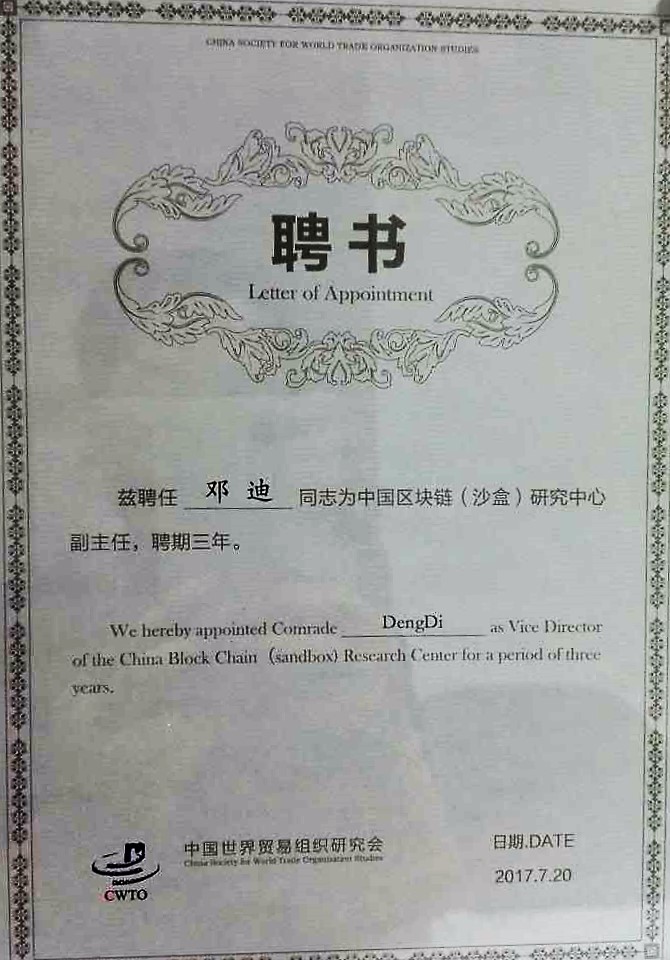 CHINA SOCIETY FOR WORLD TRADE ORGANIZATION STUDIES
聘书
Letter of Appointment
兹聘任 邓迪 同志为中国区块链（沙盒）研究中心
副主任，聘期三年。
We hereby appointed Comrade DengDi as Vice Director
of the China Block Chain （sandbox) Research Center for a period of three
years.
中国世界贸易组织研究会
China Society for World Trade Organization Studies
CWTO
日期.DATE
2017.7.20